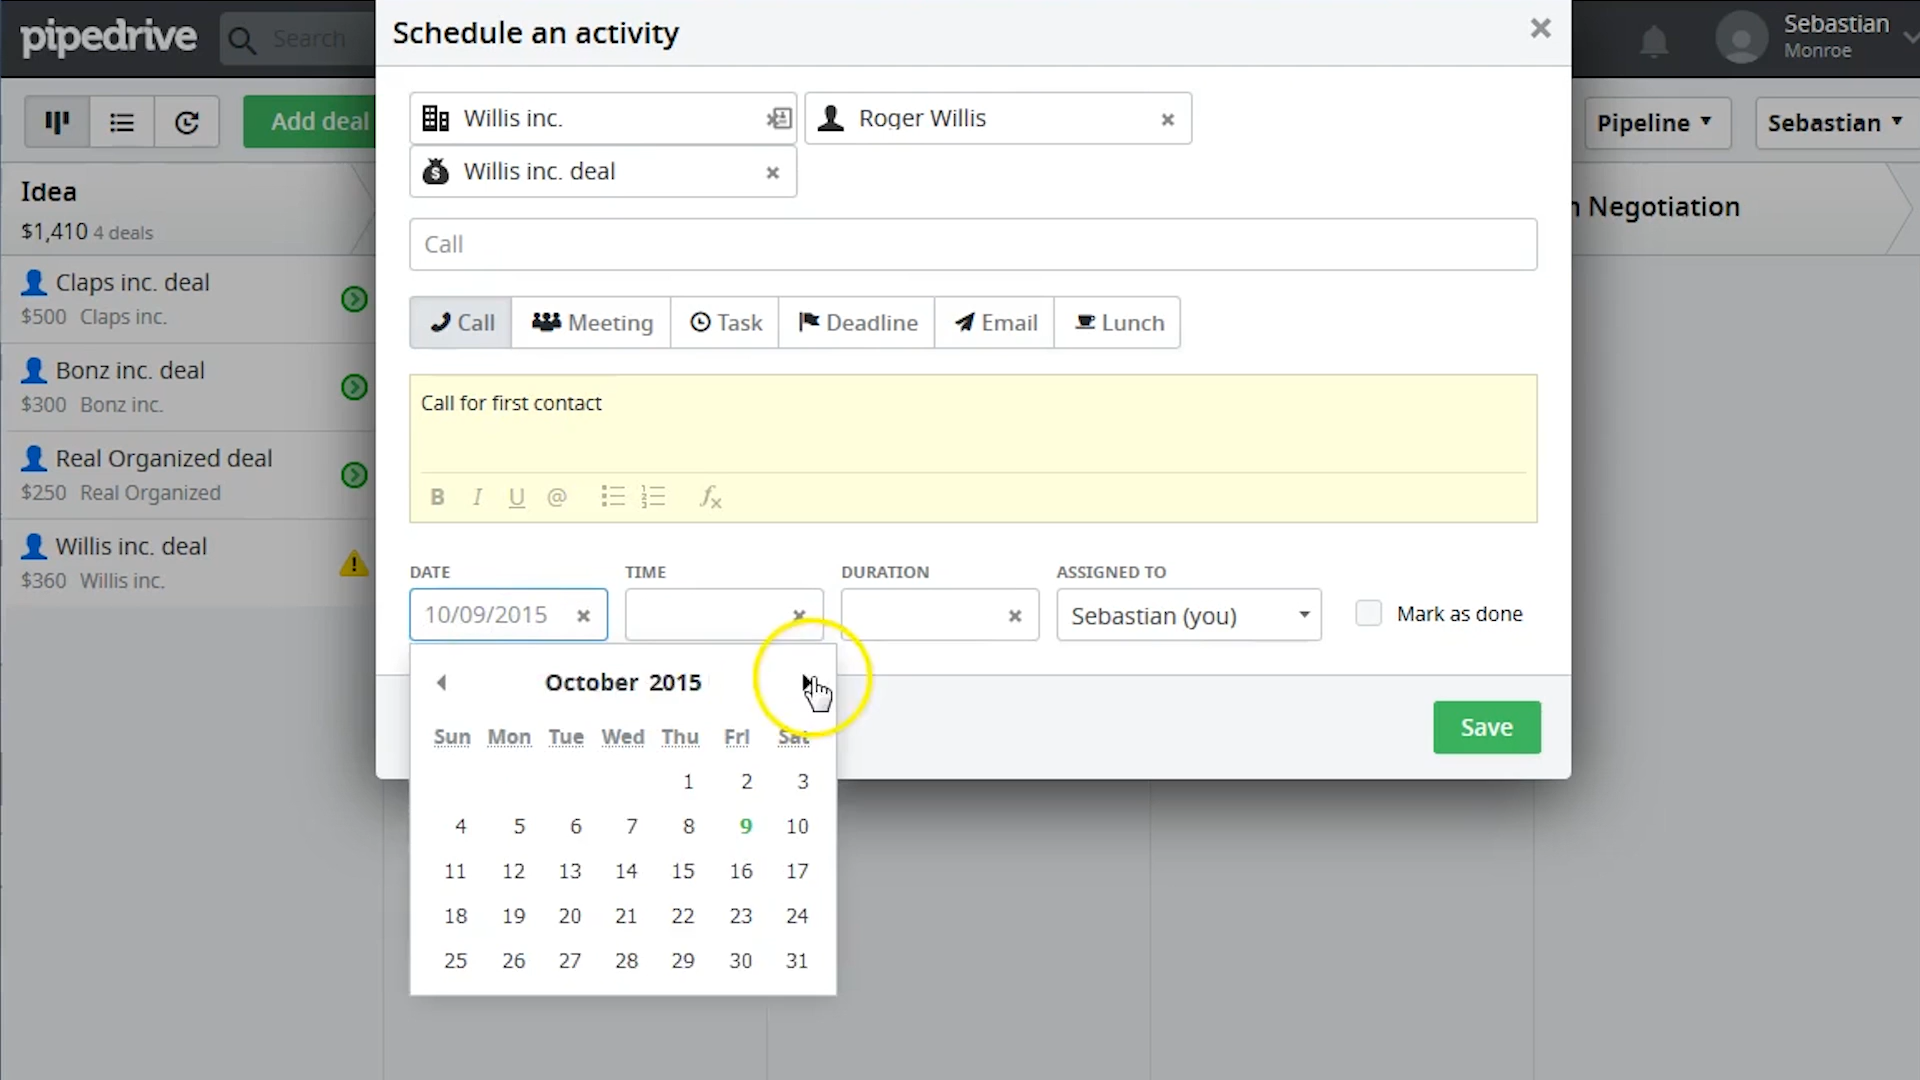 pipedrive
Search
Schedule an activity
Sebastian
Monroe
Add deal
Willis inc.
Roger Willis
Willis inc. deal
Pipeline
Sebastian
Idea
$1,410 4 deals
Negotiation
Call
Claps inc. deal
$500 Claps inc.
Call
Meeting
Task
Deadline
Email
Lunch
Bonz inc. deal
$300 Bonz inc.
Call for first contact
Real Organized deal
$250 Real Organized
B I U @
Willis inc. deal
$360 Willis inc.
DATE
TIME
DURATION
ASSIGNED TO
10/09/2015
Sebastian (you)
Mark as done
October 2015
Save
Sun Mon Tue Wed Thu Fri Sat
1 2 3
4 5 6 7 8 9 10
11 12 13 14 15 16 17
18 19 20 21 22 23 24
25 26 27 28 29 30 31